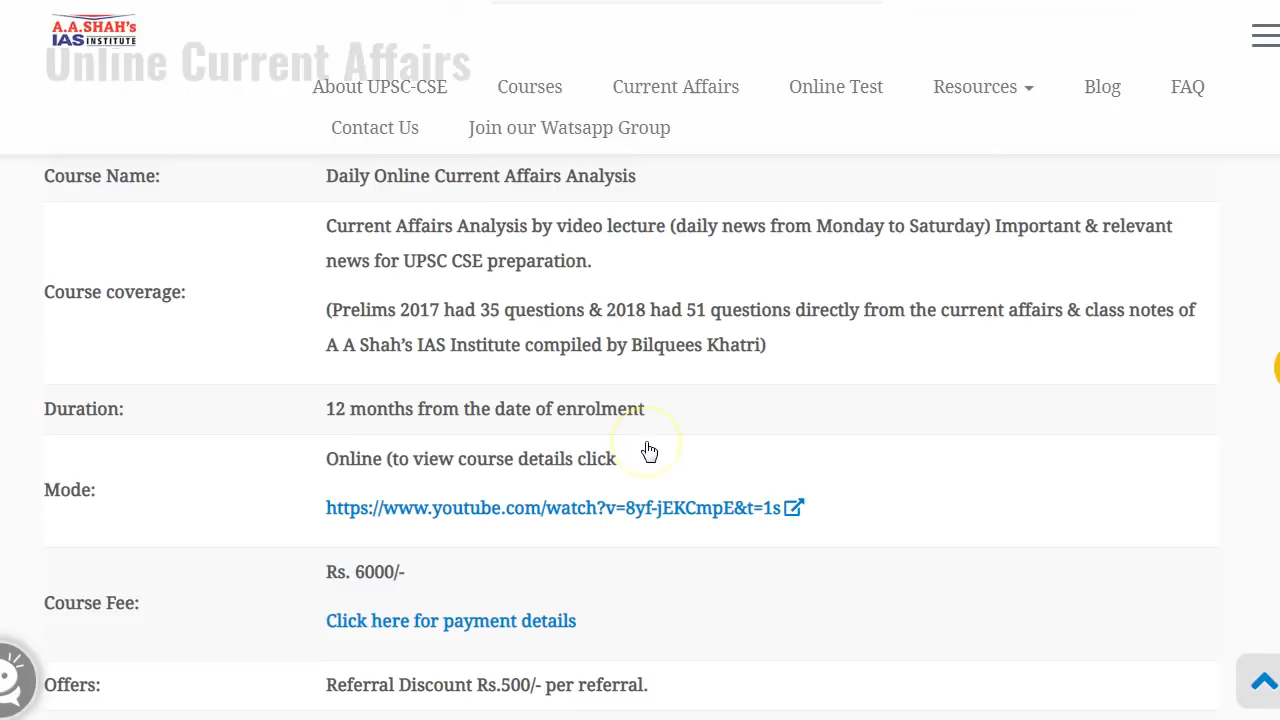 A.A.SHAH's
IAS INSTITUTE
Online Current Affairs
About UPSC-CSE
Courses
Current Affairs
Online Test
Resources
Blog
FAQ
Contact Us
Join our Watsapp Group
Course Name:
Daily Online Current Affairs Analysis
Course coverage:
Current Affairs Analysis by video lecture (daily news from Monday to Saturday) Important & relevant
news for UPSC CSE preparation.
(Prelims 2017 had 35 questions & 2018 had 51 questions directly from the current affairs & class notes of
A A Shah's IAS Institute compiled by Bilquees Khatri)
Duration:
12 months from the date of enrolment
Mode:
Online (to view course details click
https://www.youtube.com/watch?v=8yf-jEKCmpE&t=1s
Course Fee:
Rs. 6000/-
Click here for payment details
Offers:
Referral Discount Rs.500/- per referral.